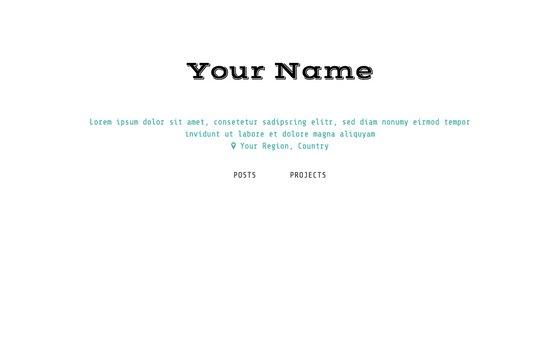 Your Name
Lorem ipsum dolor sit amet, consetetur sadipscing elitr, sed diam nonumy eirmod tempor
invidunt ut labore et dolore magna aliquyam
Your Region, Country
POSTS PROJECTS